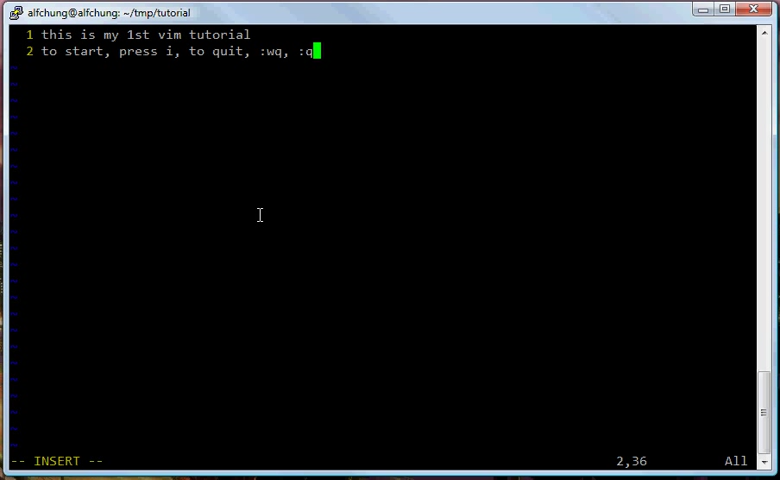 alfchung@alfchung: ~/tmp/tutorial
1 this is my 1st vim tutorial
2 to start, press i, to quit, :wq, :q
-- INSERT -- 2,36 All